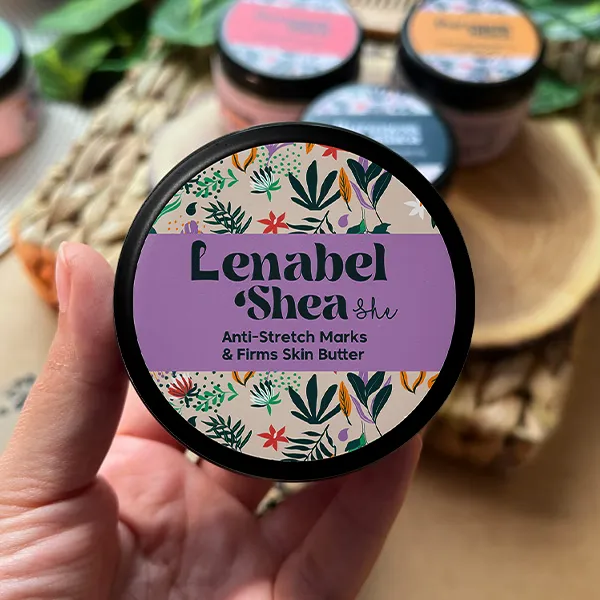 Lenabel
Shea she
Anti-Stretch Marks
& Firms Skin Butter